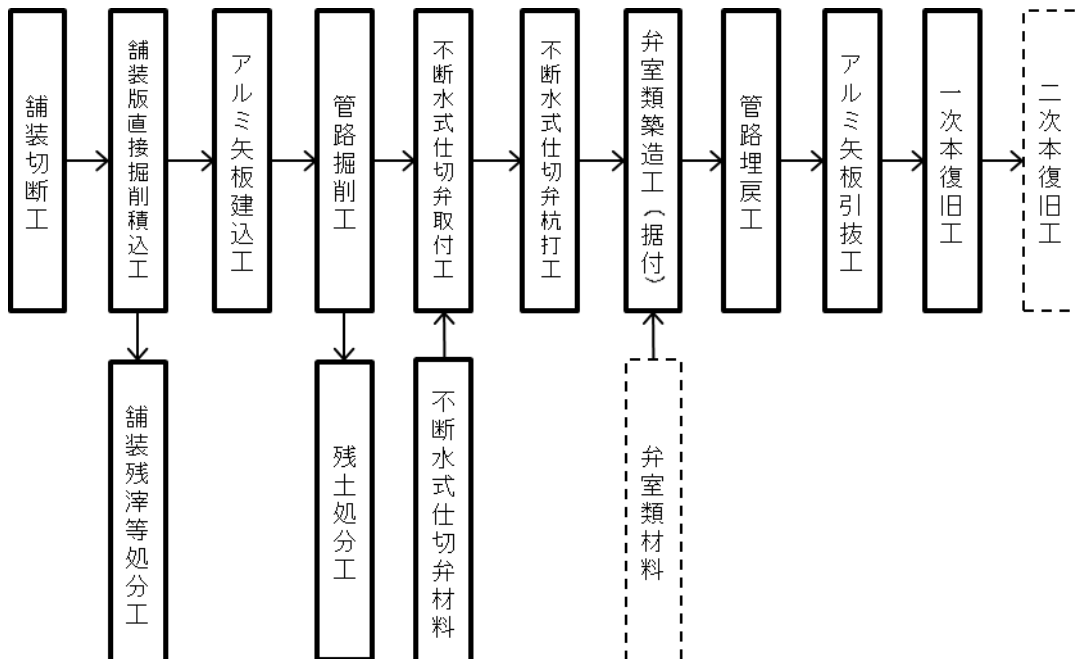 舗装切断工
舗装版直接掘削積込工
アルミ矢板建込工
管路掘削工
不断水式仕切弁取付工
不断水式仕切弁杭打工
弁室類築造工（据付）
管路埋戻工
アルミ矢板引抜工
一次本復旧工
二次本復旧工
舗装残滓等処分工
残土処分工
不断水式仕切弁材料
弁室類材料